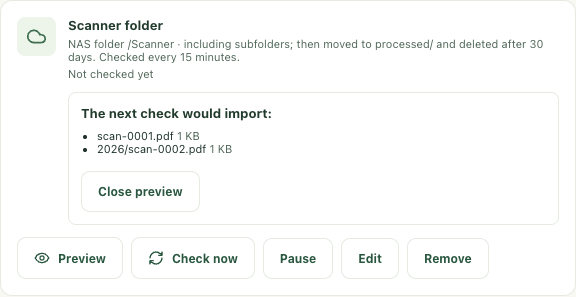 Scanner folder
NAS folder /Scanner · including subfolders; then moved to processed/ and deleted after 30
days. Checked every 15 minutes.
Not checked yet
The next check would import:
• scan-0001.pdf 1 KB
• 2026/scan-0002.pdf 1 KB
Close preview
Preview
Check now
Pause
Edit
Remove